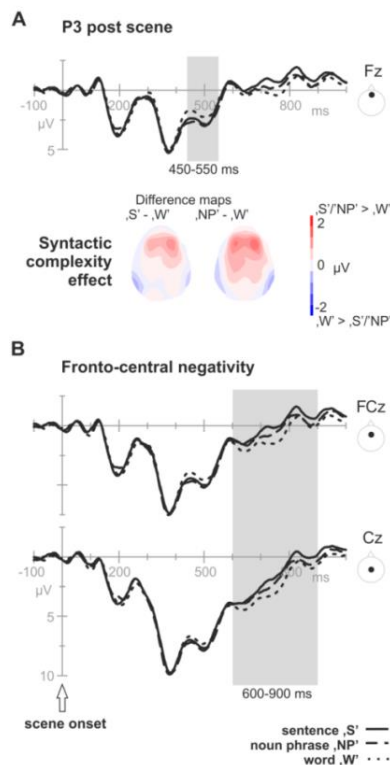 A
P3 post scene
Fz
-100 200 500 800 ms
µV
5
450-550 ms
Difference maps
‚S’ - ‚W’ ‚NP’ - ‚W’
Syntactic
complexity
effect
‚S’/’NP’ > ‚W’
2
0 µV
-2
‚W’ > ‚S’/’NP’
B
Fronto-central negativity
FCz
Cz
-100 200 500 ms
µV
5
10
600-900 ms
scene onset
sentence ‚S’
noun phrase ‚NP’
word ‚W’